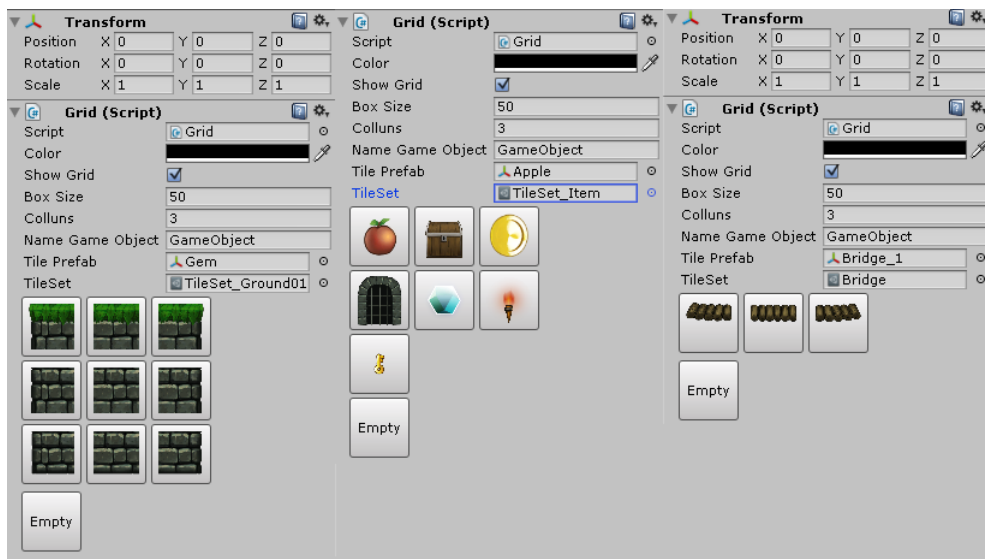 Transform
Position X 0 Y 0 Z 0
Rotation X 0 Y 0 Z 0
Scale X 1 Y 1 Z 1
Grid (Script)
Script Grid
Color
Show Grid
Box Size 50
Colluns 3
Name Game Object GameObject
Tile Prefab Gem
TileSet TileSet_Ground01
Empty
Grid (Script)
Script Grid
Color
Show Grid
Box Size 50
Colluns 3
Name Game Object GameObject
Tile Prefab Apple
TileSet TileSet_Item
Empty
Transform
Position X 0 Y 0 Z 0
Rotation X 0 Y 0 Z 0
Scale X 1 Y 1 Z 1
Grid (Script)
Script Grid
Color
Show Grid
Box Size 50
Colluns 3
Name Game Object GameObject
Tile Prefab Bridge_1
TileSet Bridge
Empty